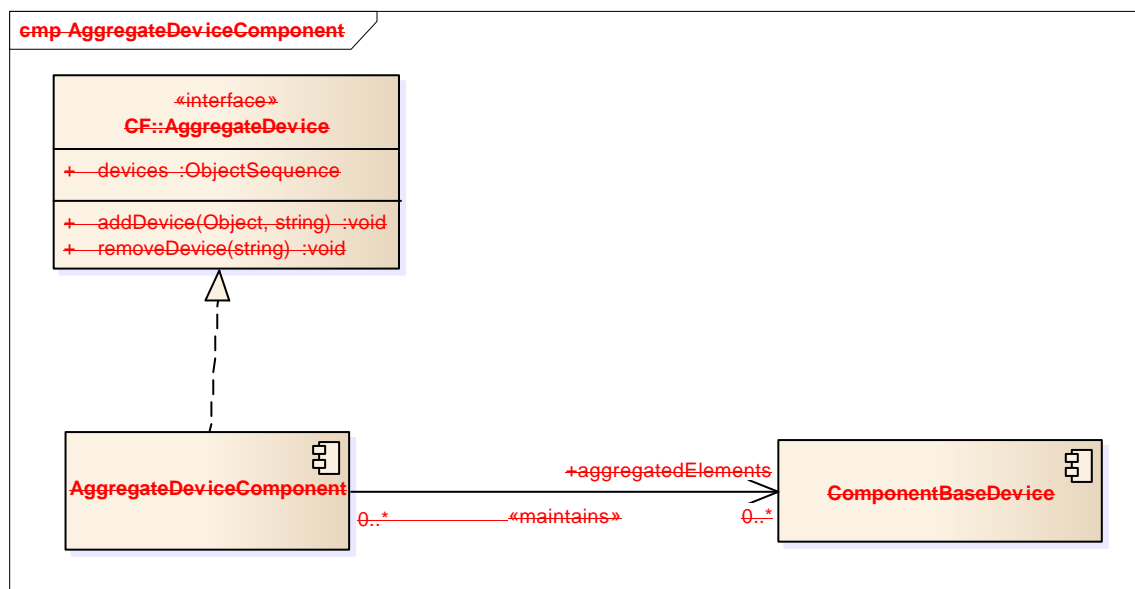 cmp AggregateDeviceComponent
«interface»
CF::AggregateDevice
+ devices :ObjectSequence
+ addDevice(Object, string) :void
+ removeDevice(string) :void
AggregateDeviceComponent
+aggregatedElements
0..* «maintains» 0..*
ComponentBaseDevice